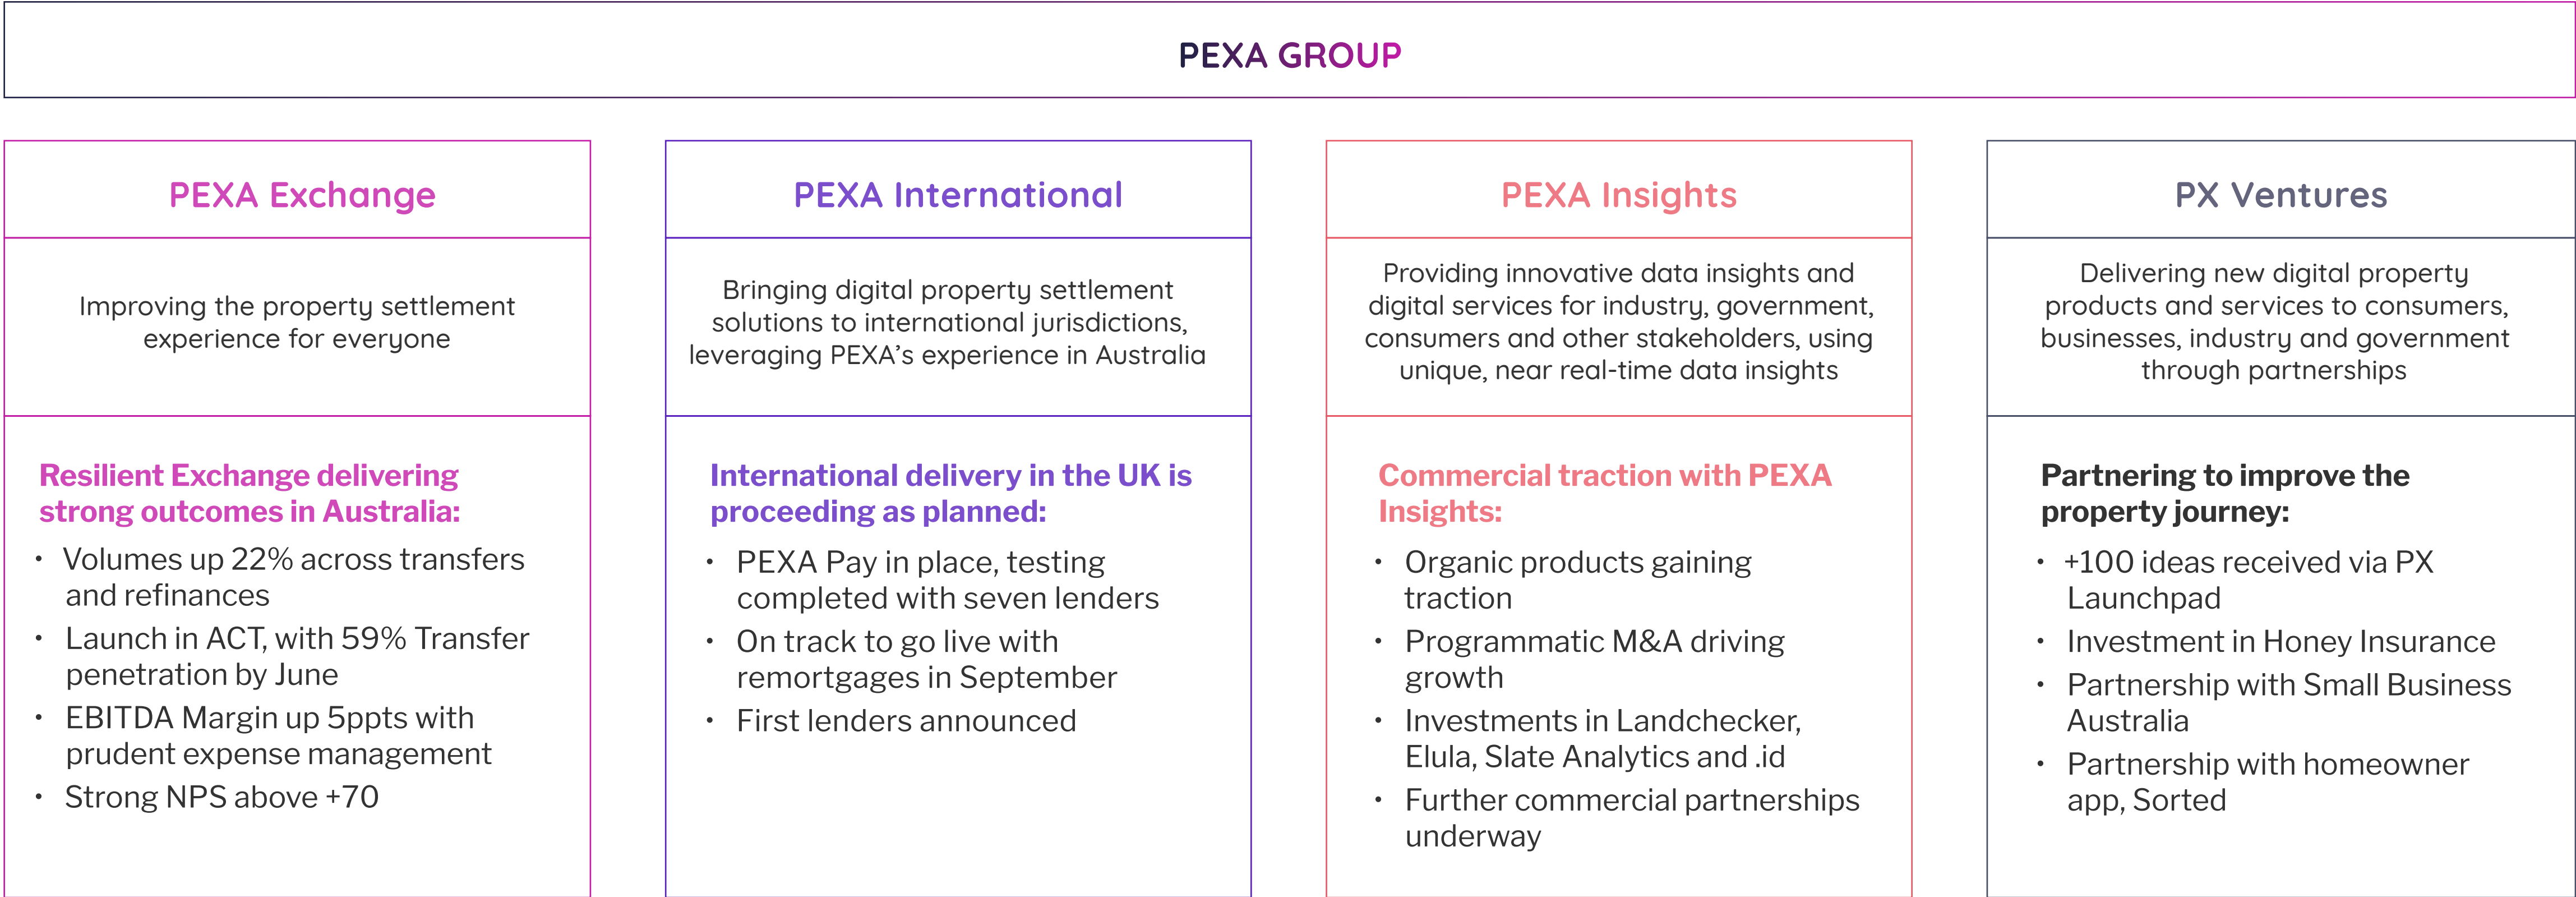 PEXA GROUP
PEXA Exchange
Improving the property settlement
experience for everyone
Resilient Exchange delivering
strong outcomes in Australia:
• Volumes up 22% across transfers
and refinances
• Launch in ACT, with 59% Transfer
penetration by June
• EBITDA Margin up 5ppts with
prudent expense management
• Strong NPS above +70
PEXA International
Bringing digital property settlement
solutions to international jurisdictions,
leveraging PEXA’s experience in Australia
International delivery in the UK is
proceeding as planned:
• PEXA Pay in place, testing
completed with seven lenders
• On track to go live with
remortgages in September
• First lenders announced
PEXA Insights
Providing innovative data insights and
digital services for industry, government,
consumers and other stakeholders, using
unique, near real-time data insights
Commercial traction with PEXA
Insights:
• Organic products gaining
traction
• Programmatic M&A driving
growth
• Investments in Landchecker,
Elula, Slate Analytics and .id
• Further commercial partnerships
underway
PX Ventures
Delivering new digital property
products and services to consumers,
businesses, industry and government
through partnerships
Partnering to improve the
property journey:
• +100 ideas received via PX
Launchpad
• Investment in Honey Insurance
• Partnership with Small Business
Australia
• Partnership with homeowner
app, Sorted